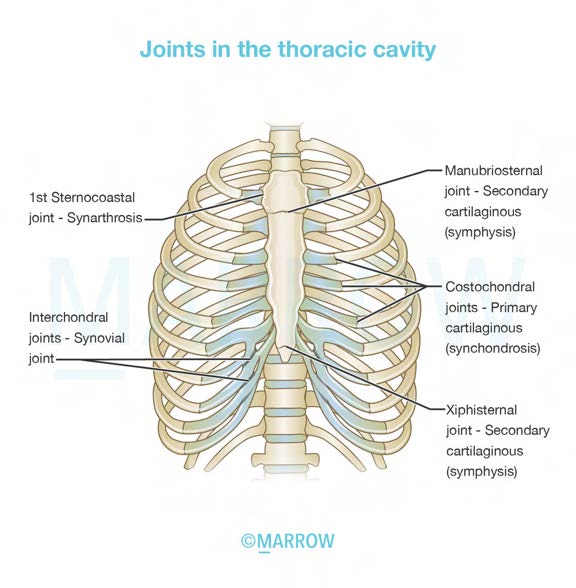 Joints in the thoracic cavity
1st Sternocoastal
joint - Synarthrosis
Interchondral
joints - Synovial
joint
Manubriosternal
joint - Secondary
cartilaginous
(symphysis)
Costochondral
joints - Primary
cartilaginous
(synchondrosis)
Xiphisternal
joint - Secondary
cartilaginous
(symphysis)
MARROW
©MARROW